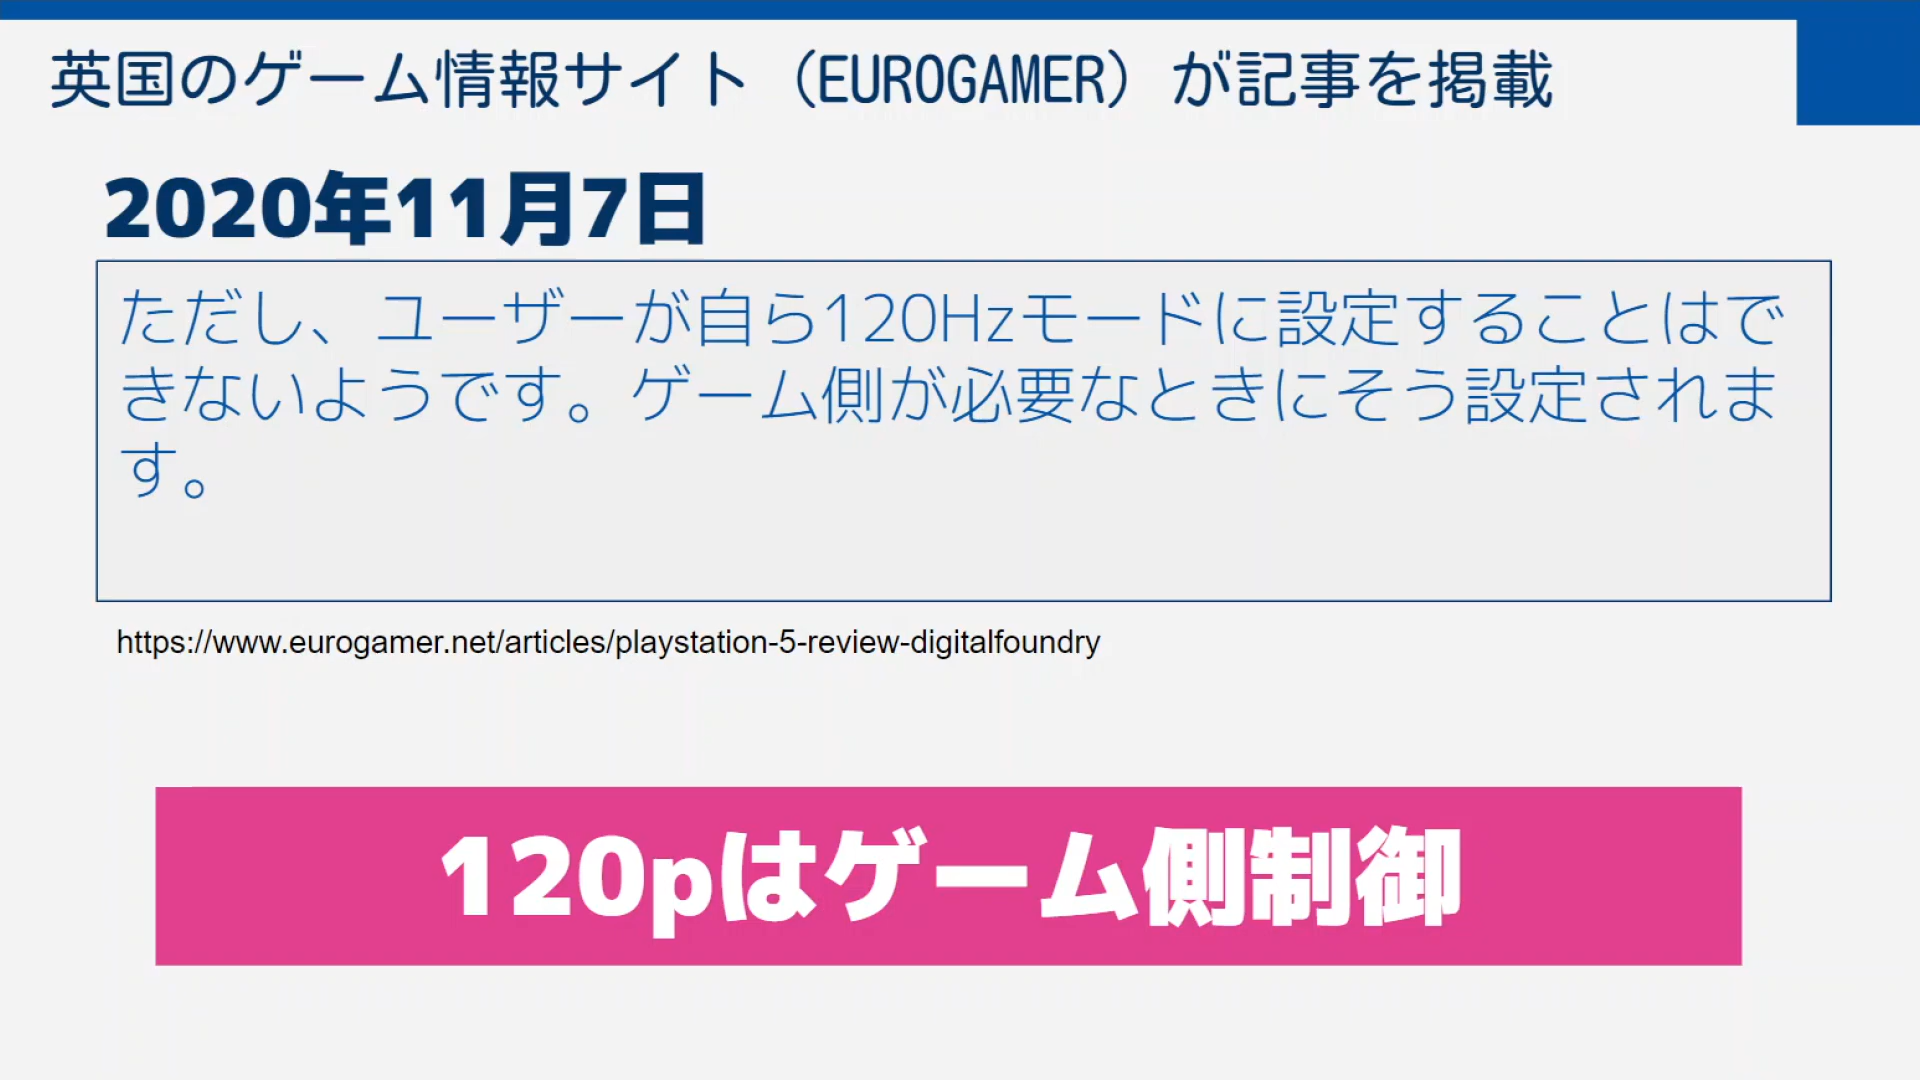 英国のゲーム情報サイト（EUROGAMER）が記事を掲載
2020年11月7日
ただし、ユーザーが自ら120Hzモードに設定することはで
きないようです。ゲーム側が必要なときにそう設定されま
す。
https://www.eurogamer.net/articles/playstation-5-review-digitalfoundry
120pはゲーム側制御